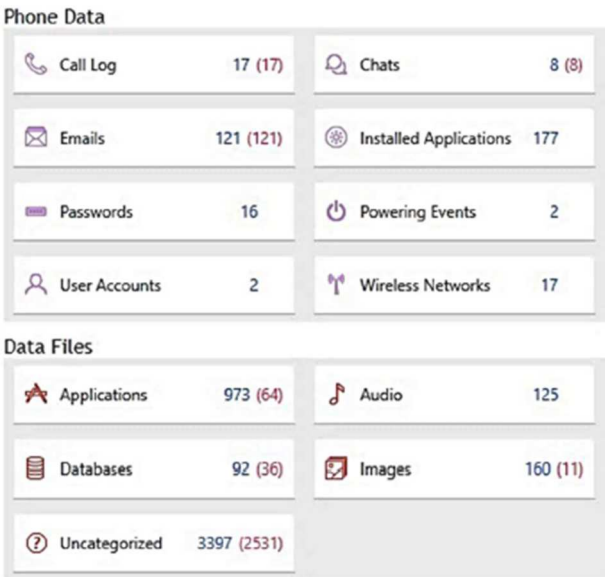 Phone Data
Call Log 17 (17)
Chats 8 (8)
Emails 121 (121)
Installed Applications 177
Passwords 16
Powering Events 2
User Accounts 2
Wireless Networks 17
Data Files
Applications 973 (64)
Audio 125
Databases 92 (36)
Images 160 (11)
Uncategorized 3397 (2531)